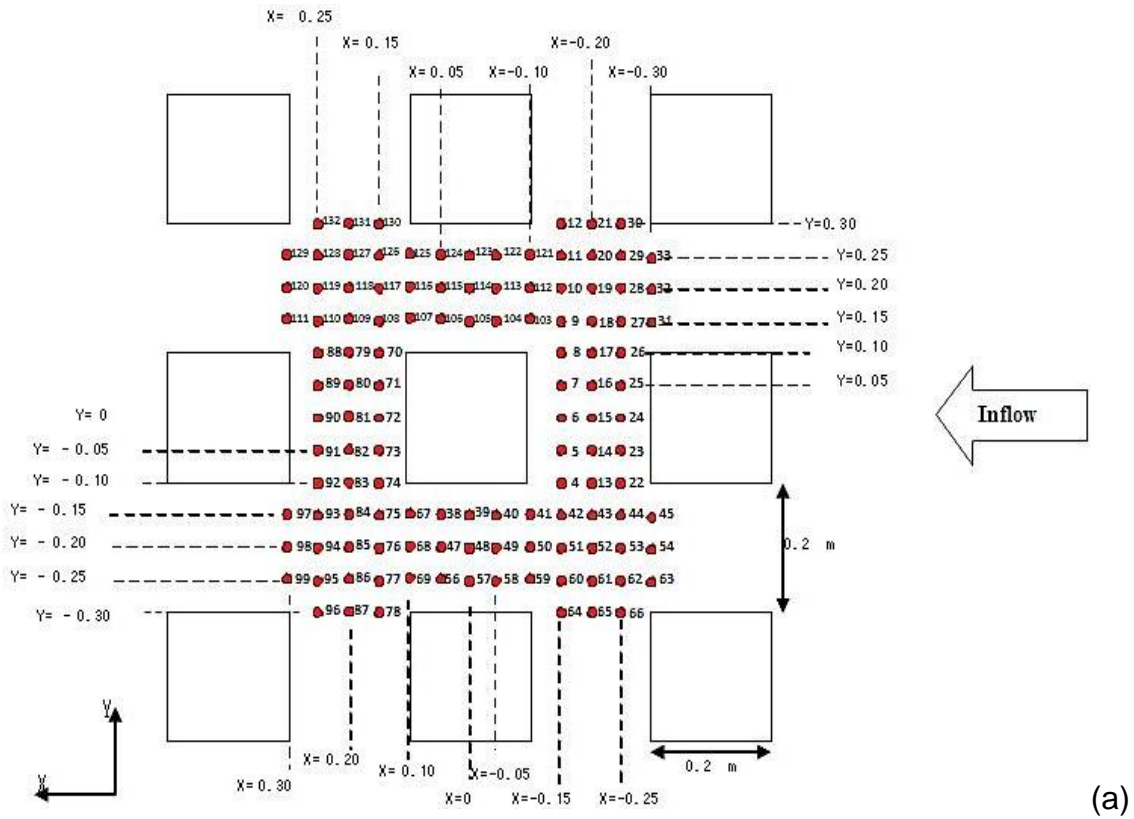 X= 0.25
X= 0.15
X=-0.20
X= 0.05
X=-0.10
X=-0.30
132 131 130 12 21 30
Y=0.30
129 128 127 126 125 124 123 122 121 11 20 29 33
Y=0.25
120 119 118 117 116 115 114 113 112 10 19 28 32
Y=0.20
111 110 109 108 107 106 105 104 103 9 18 27 31
Y=0.15
88 79 70 8 17 26
Y=0.10
89 80 71 7 16 25
Y=0.05
Y= 0
90 81 72 6 15 24
Inflow
Y= - 0.05
91 82 73 5 14 23
Y= - 0.10
92 83 74 4 13 22
Y= - 0.15
97 93 84 75 67 38 39 40 41 42 43 44 45
Y= - 0.20
98 94 85 76 68 47 48 49 50 51 52 53 54
0.2 m
Y= - 0.25
99 95 86 77 69 56 57 58 59 60 61 62 63
Y= - 0.30
96 87 78 64 65 66
Y
X
X= 0.30
X= 0.20
X= 0.10
X=0
X=-0.05
X=-0.15
X=-0.25
0.2 m
(a)